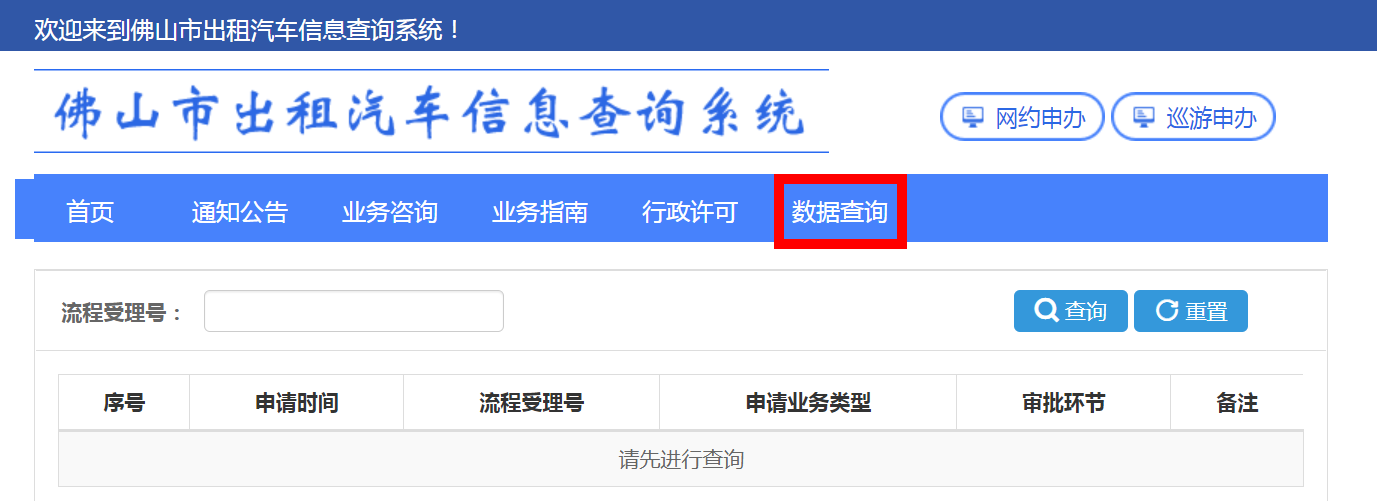 欢迎来到佛山市出租汽车信息查询系统！
佛山市出租汽车信息查询系统
网约申办 巡游申办
首页 通知公告 业务咨询 业务指南 行政许可 数据查询
流程受理号： 查询 重置
序号 申请时间 流程受理号 申请业务类型 审批环节 备注
请先进行查询